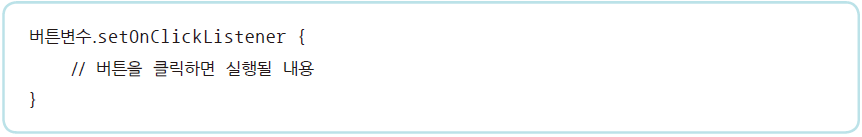 버튼변수.setOnClickListener {
    // 버튼을 클릭하면 실행될 내용
}